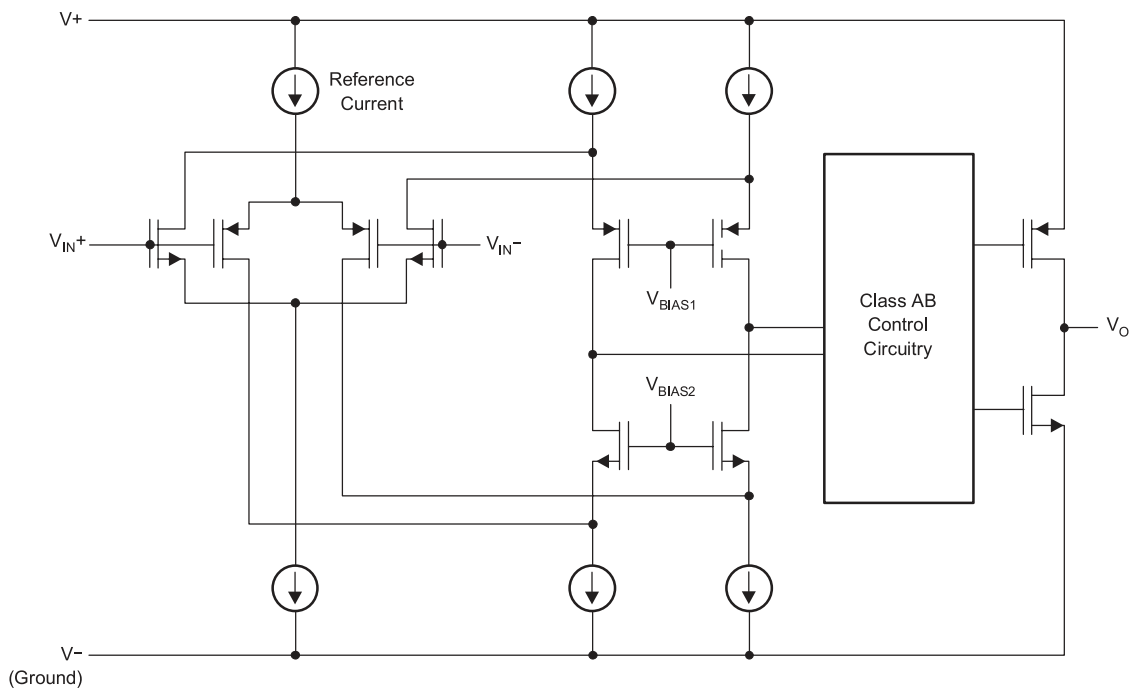 V+
Reference
Current
VIN+
VIN−
VBIAS1
Class AB
Control
Circuitry
VO
VBIAS2
V−
(Ground)